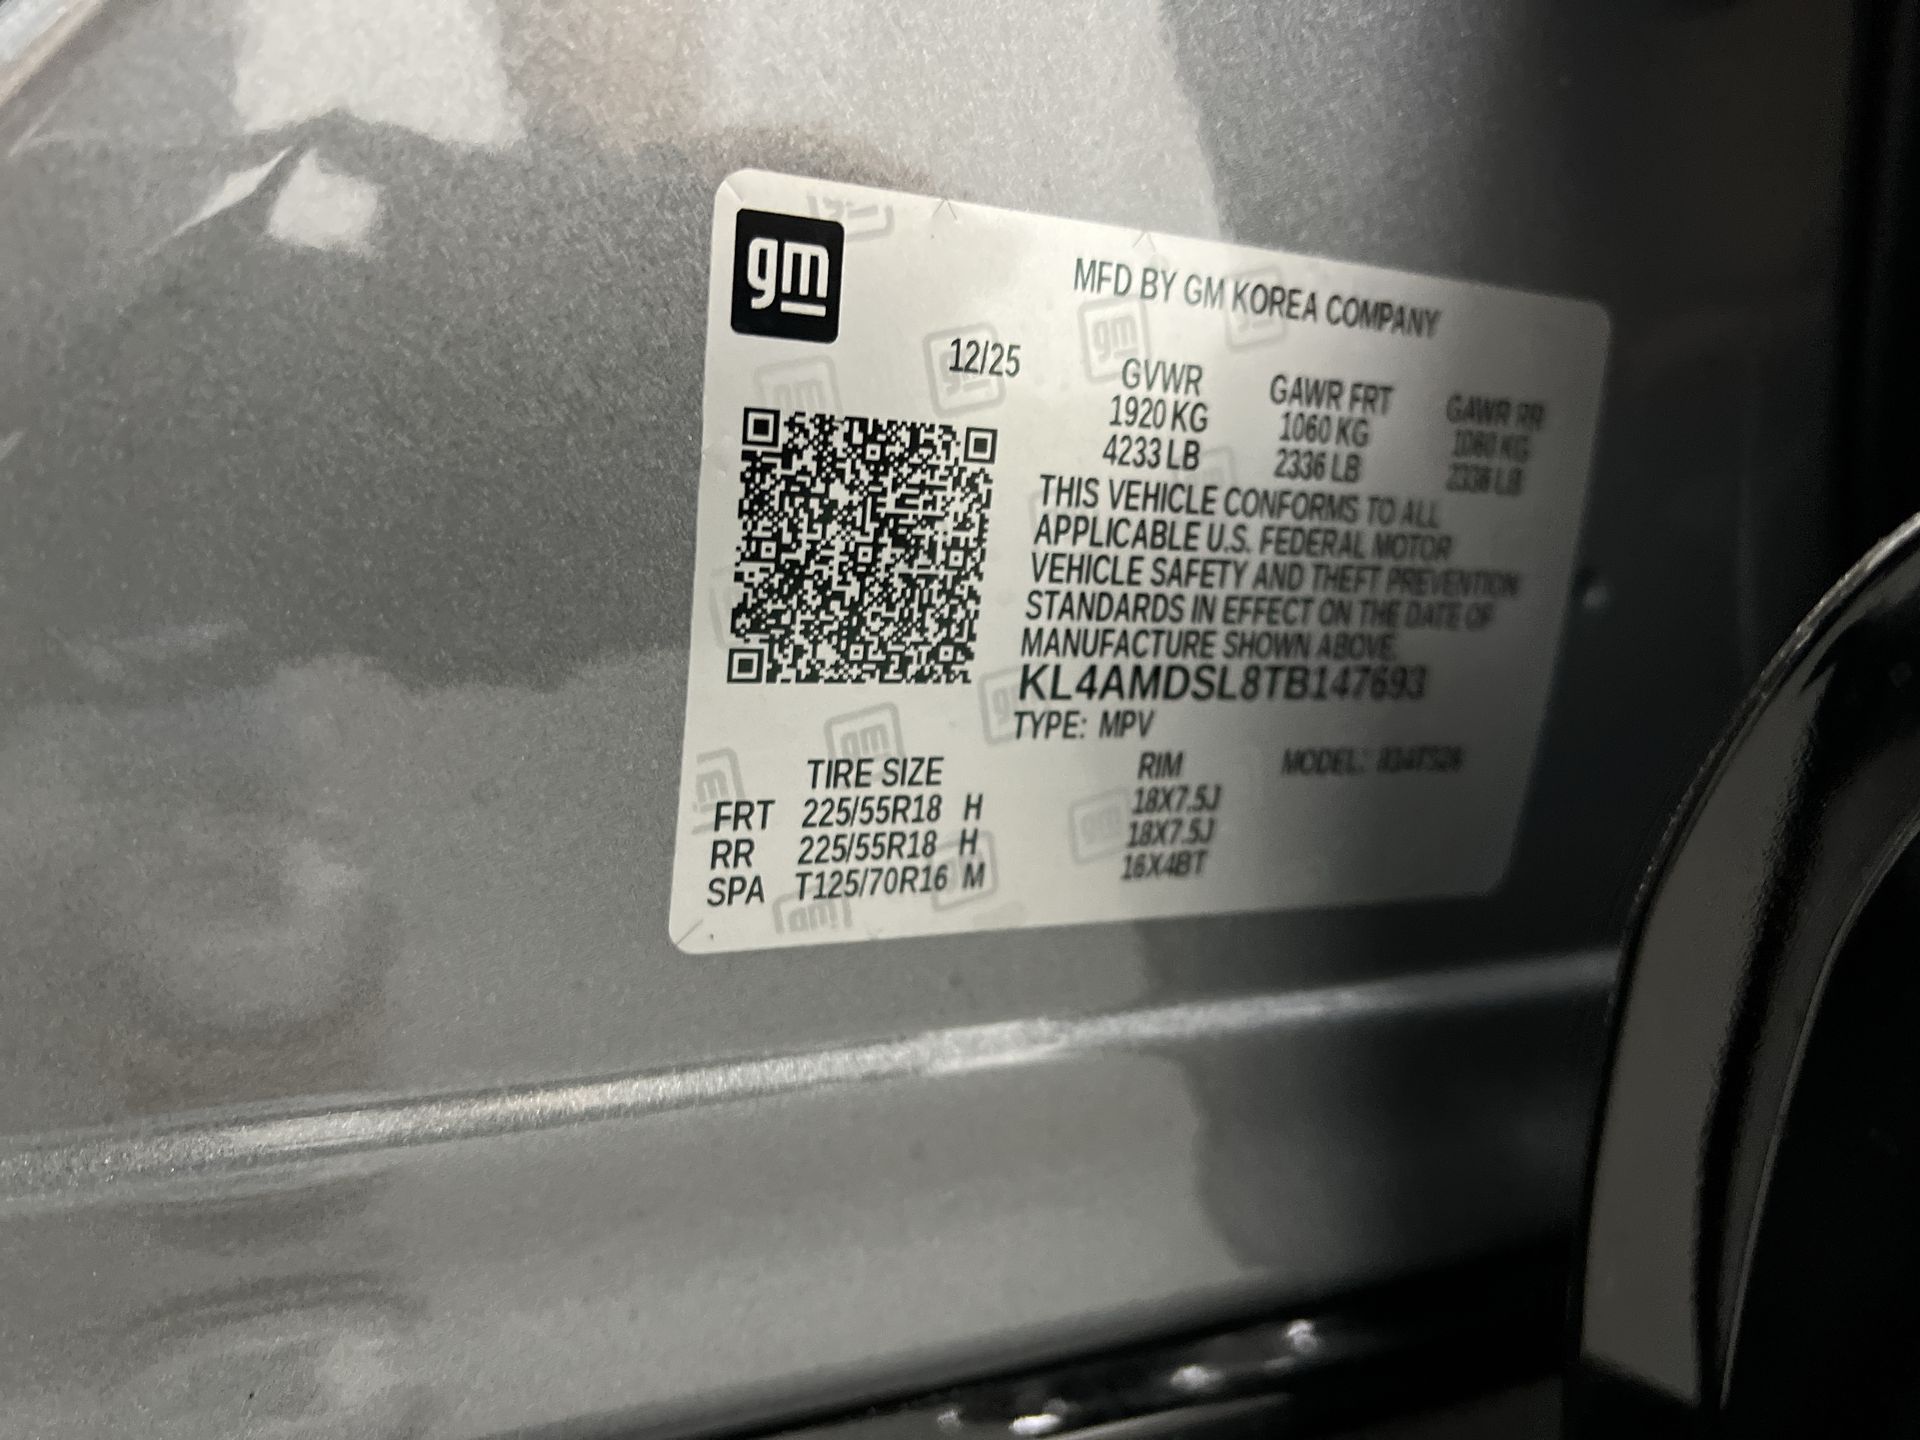 gm
MFD BY GM KOREA COMPANY
12/25
GVWR GAWR FRT GAWR RR
1920 KG 1060 KG 1060 KG
4233 LB 2336 LB 2336 LB
THIS VEHICLE CONFORMS TO ALL
APPLICABLE U.S. FEDERAL MOTOR
VEHICLE SAFETY AND THEFT PREVENTION
STANDARDS IN EFFECT ON THE DATE OF
MANUFACTURE SHOWN ABOVE.
KL4AMDSL8TB147693
TYPE: MPV
TIRE SIZE RIM MODEL:
FRT 225/55R18 H 18X7.5J
RR 225/55R18 H 18X7.5J
SPA T125/70R16 M 16X4BT